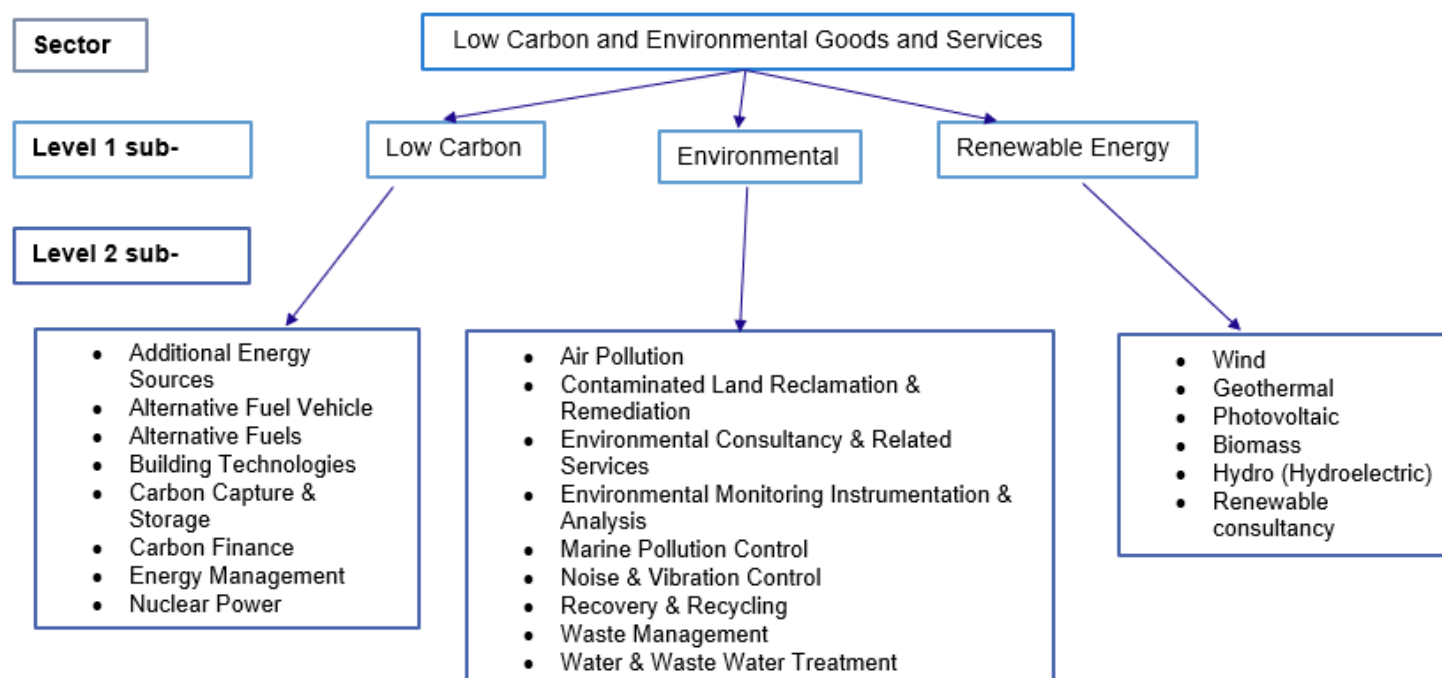 Sector
Low Carbon and Environmental Goods and Services
Level 1 sub-
Low Carbon
Environmental
Renewable Energy
Level 2 sub-
• Additional Energy
Sources
• Alternative Fuel Vehicle
• Alternative Fuels
• Building Technologies
• Carbon Capture &
Storage
• Carbon Finance
• Energy Management
• Nuclear Power
• Air Pollution
• Contaminated Land Reclamation &
Remediation
• Environmental Consultancy & Related
Services
• Environmental Monitoring Instrumentation &
Analysis
• Marine Pollution Control
• Noise & Vibration Control
• Recovery & Recycling
• Waste Management
• Water & Waste Water Treatment
• Wind
• Geothermal
• Photovoltaic
• Biomass
• Hydro (Hydroelectric)
• Renewable
consultancy